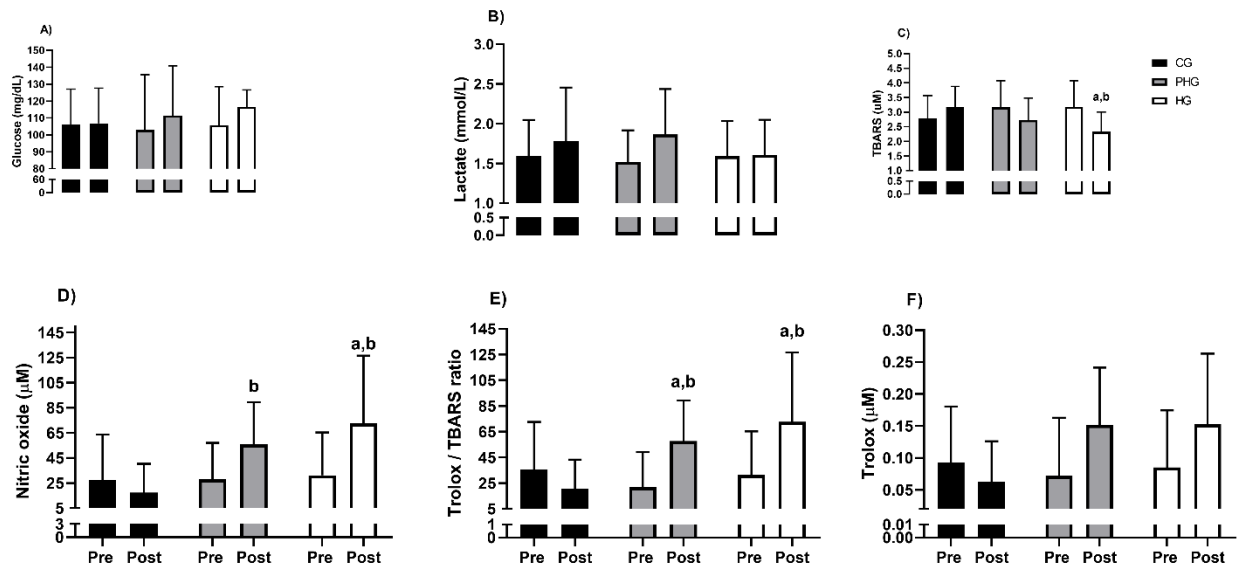 A)
Glucose (mg/dL)
150
140
130
120
110
100
90
80
60
0
B)
Lactate (mmol/L)
3.0
2.5
2.0
1.5
1.0
0.5
0.0
C)
TBARS (uM)
5.0
4.5
4.0
3.5
3.0
2.5
2.0
1.5
1.0
0.5
0.0
a,b
CG
PHG
HG
D)
Nitric oxide (µM)
145
125
105
85
65
45
25
5
3
0
b
a,b
Pre Post Pre Post Pre Post
E)
Trolox / TBARS ratio
145
125
105
85
65
45
25
5
1
0
a,b
a,b
Pre Post Pre Post Pre Post
F)
Trolox (µM)
0.30
0.25
0.20
0.15
0.10
0.05
0.01
0.00
Pre Post Pre Post Pre Post